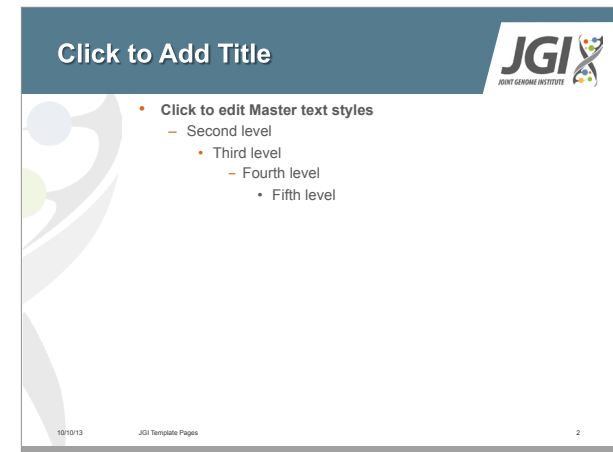 Click to Add Title
JGI
JOINT GENOME INSTITUTE
• Click to edit Master text styles
– Second level
• Third level
– Fourth level
• Fifth level
10/10/13 JGI Template Pages 2